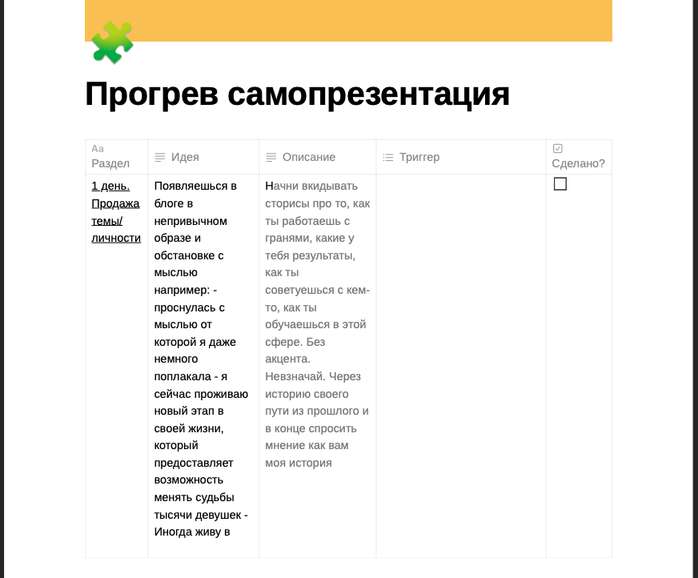 Прогрев самопрезентация
Aa
Раздел
Идея
Описание
Триггер
Сделано?
1 день.
Продажа
темы/
личности
Появляешься в
блоге в
непривычном
образе и
обстановке с
мыслью
например: -
проснулась с
мыслью от
которой я даже
немного
поплакала - я
сейчас проживаю
новый этап в
своей жизни,
который
предоставляет
возможность
менять судьбы
тысячи девушек -
Иногда живу в
Начни вкидывать
сторисы про то, как
ты работаешь с
гранями, какие у
тебя результаты,
как ты
советуешься с кем-
то, как ты
обучаешься в этой
сфере. Без
акцента.
Невзначай. Через
историю своего
пути из прошлого и
в конце спросить
мнение как вам
моя история